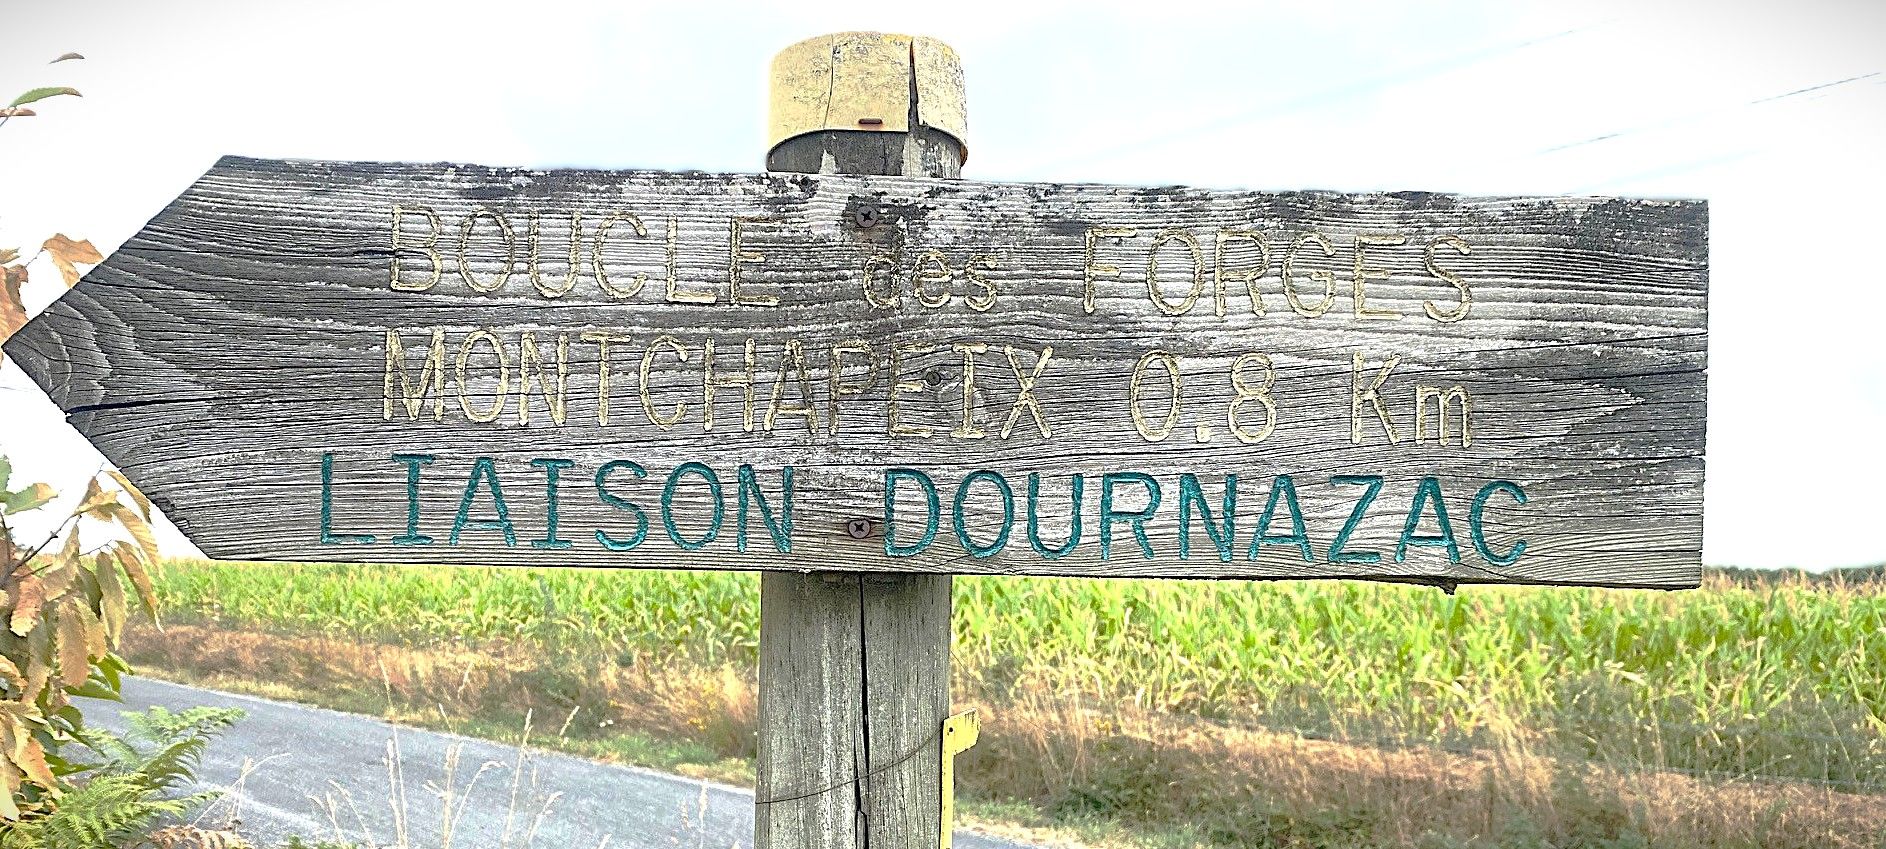 BOUCLE des FORGES
MONTCHAPEIX 0.8 Km
LIAISON DOURNAZAC